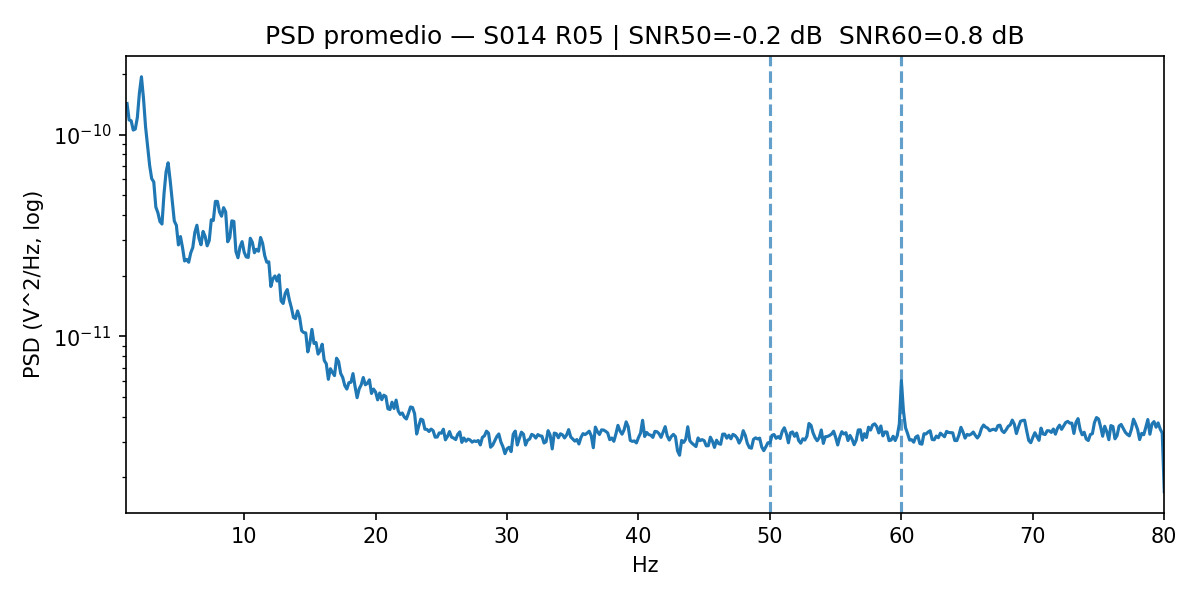 PSD promedio — S014 R05 | SNR50=-0.2 dB  SNR60=0.8 dB
PSD (V^2/Hz, log)
10⁻¹⁰
10⁻¹¹
10 20 30 40 50 60 70 80
Hz